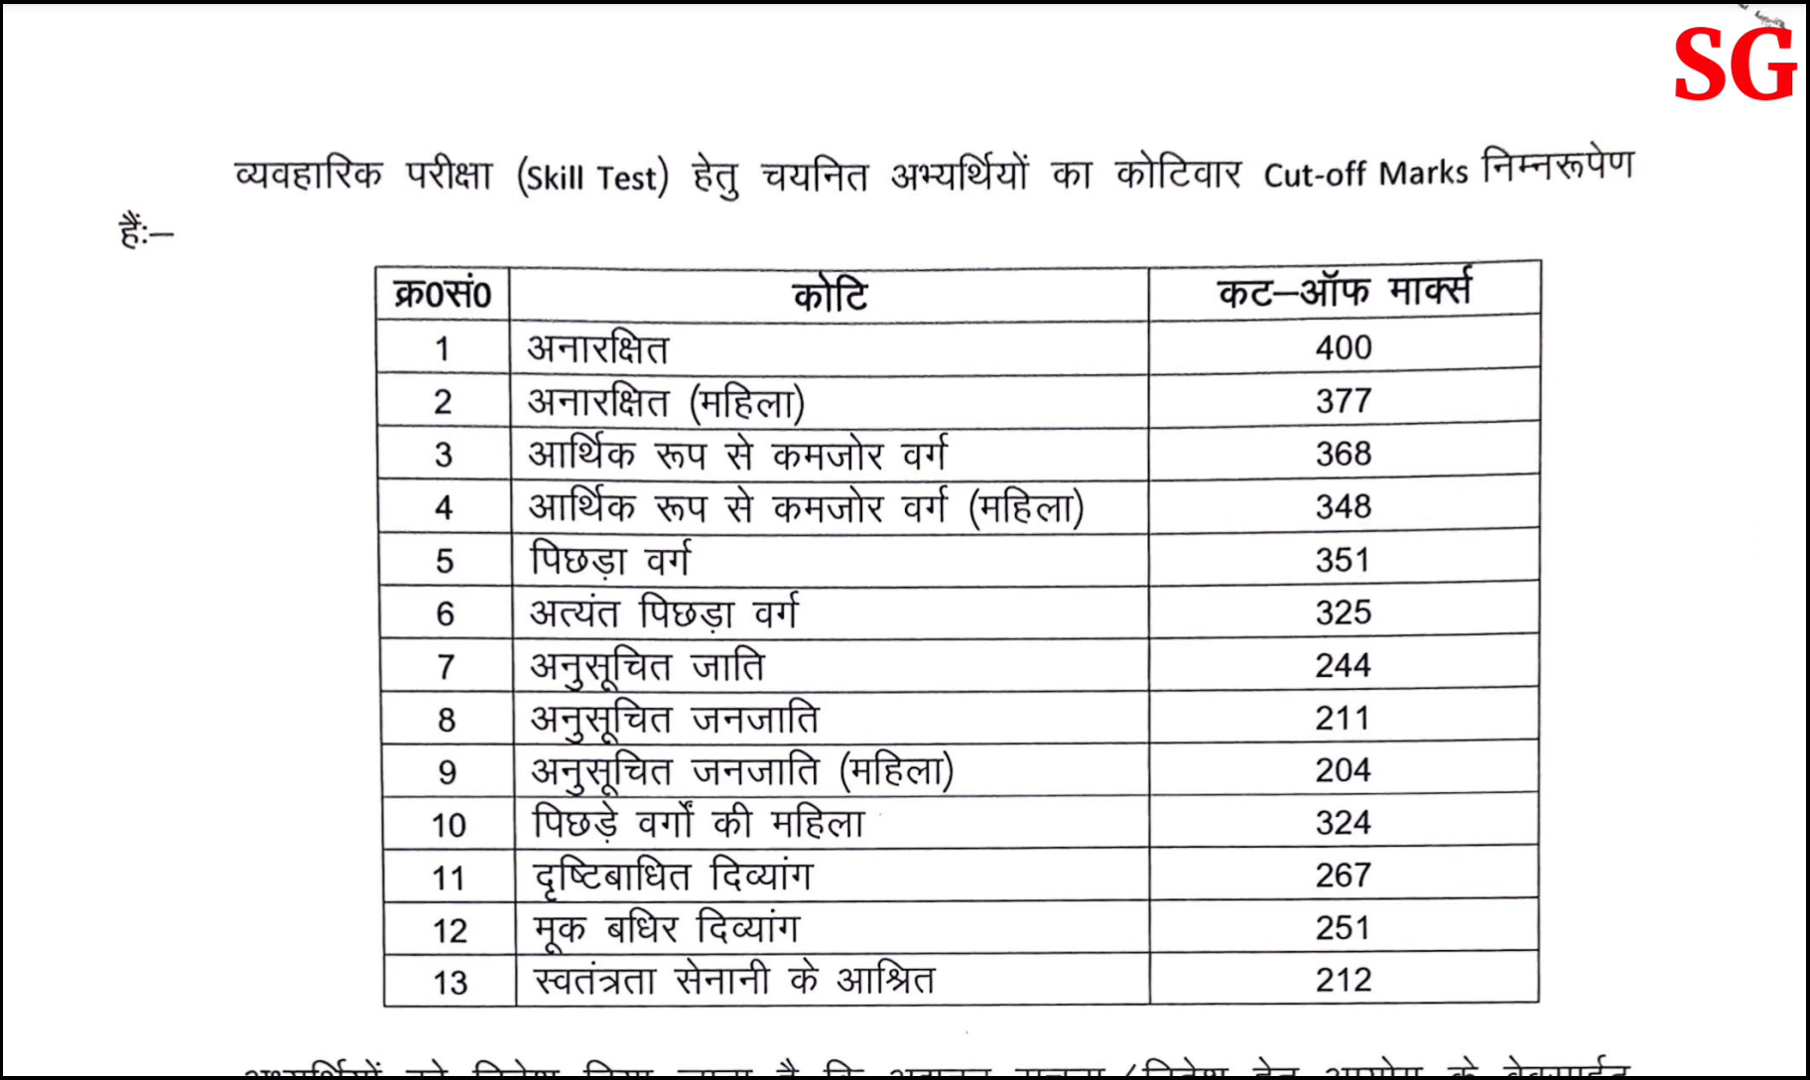 SG
व्यवहारिक परीक्षा (Skill Test) हेतु चयनित अभ्यर्थियों का कोटिवार Cut-off Marks निम्नरूपेण
हैं:–
क्र0सं0 कोटि कट–ऑफ मार्क्स
1 अनारक्षित 400
2 अनारक्षित (महिला) 377
3 आर्थिक रूप से कमजोर वर्ग 368
4 आर्थिक रूप से कमजोर वर्ग (महिला) 348
5 पिछड़ा वर्ग 351
6 अत्यंत पिछड़ा वर्ग 325
7 अनुसूचित जाति 244
8 अनुसूचित जनजाति 211
9 अनुसूचित जनजाति (महिला) 204
10 पिछड़े वर्गों की महिला 324
11 दृष्टिबाधित दिव्यांग 267
12 मूक बधिर दिव्यांग 251
13 स्वतंत्रता सेनानी के आश्रित 212